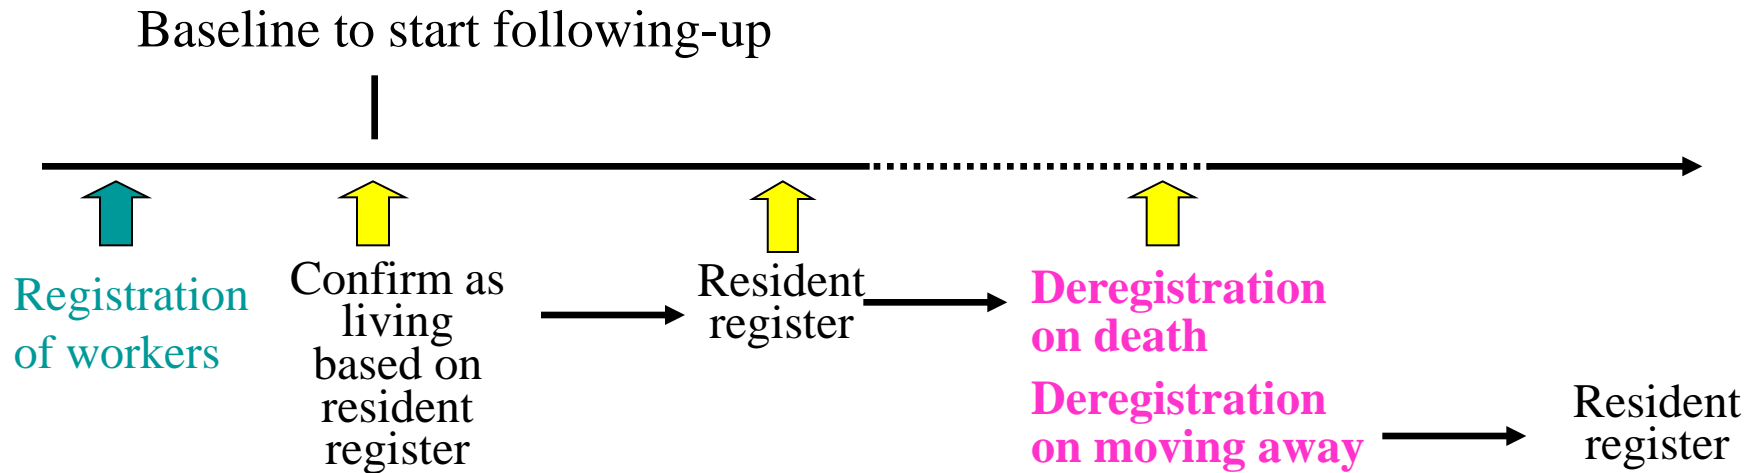 Baseline to start following-up
Registration
of workers
Confirm as
living
based on
resident
register
Resident
register
Deregistration
on death
Deregistration
on moving away
Resident
register